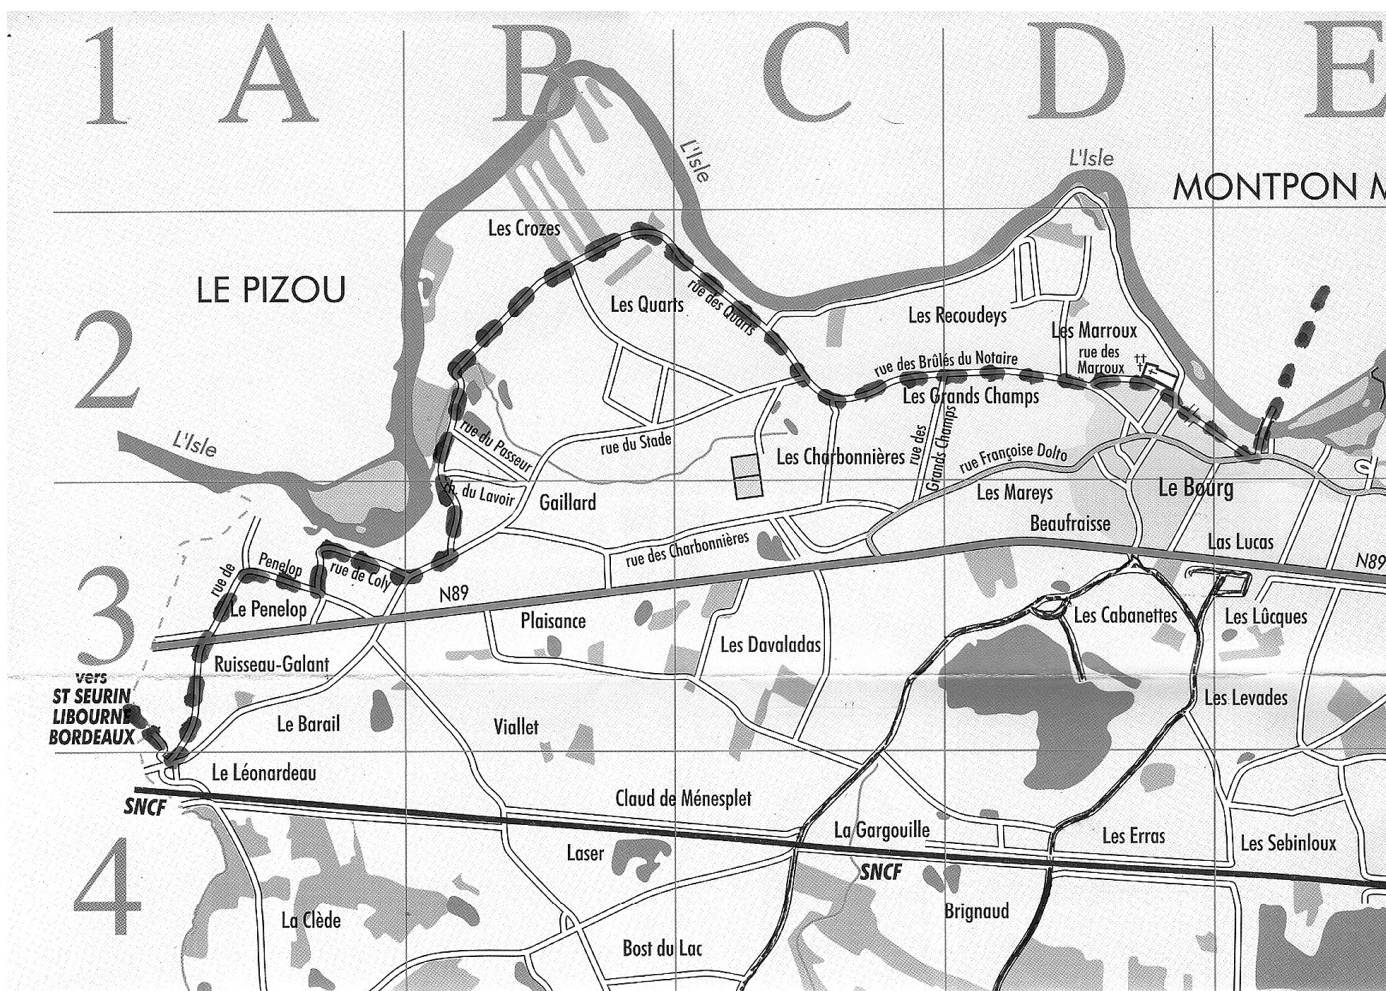 1 A B C D E
L'Isle
L'Isle
MONTPON M
Les Crozes
LE PIZOU
Les Quarts
rue des Quarts
Les Recoudeys
Les Marroux
rue des
Marroux
2
rue des Brûlés du Notaire
Les Grands Champs
L'Isle
rue du Passeur
rue du Stade
Les Charbonnières
rue des
Grands Champs
rue Françoise Dolto
ch. du Lavoir
Gaillard
Les Mareys
Le Bourg
Beaufraisse
Las Lucas
rue des Charbonnières
N89
rue de
Penelop
rue de Coly
N89
Le Penelop
3
Plaisance
Les Cabanettes
Les Lûcques
Les Davaladas
Ruisseau-Galant
vers
ST SEURIN
LIBOURNE
BORDEAUX
Les Levades
Le Barail
Viallet
Le Léonardeau
SNCF
Claud de Ménesplet
La Gargouille
Les Erras
Les Sebinloux
Laser
SNCF
4
La Clède
Brignaud
Bost du Lac